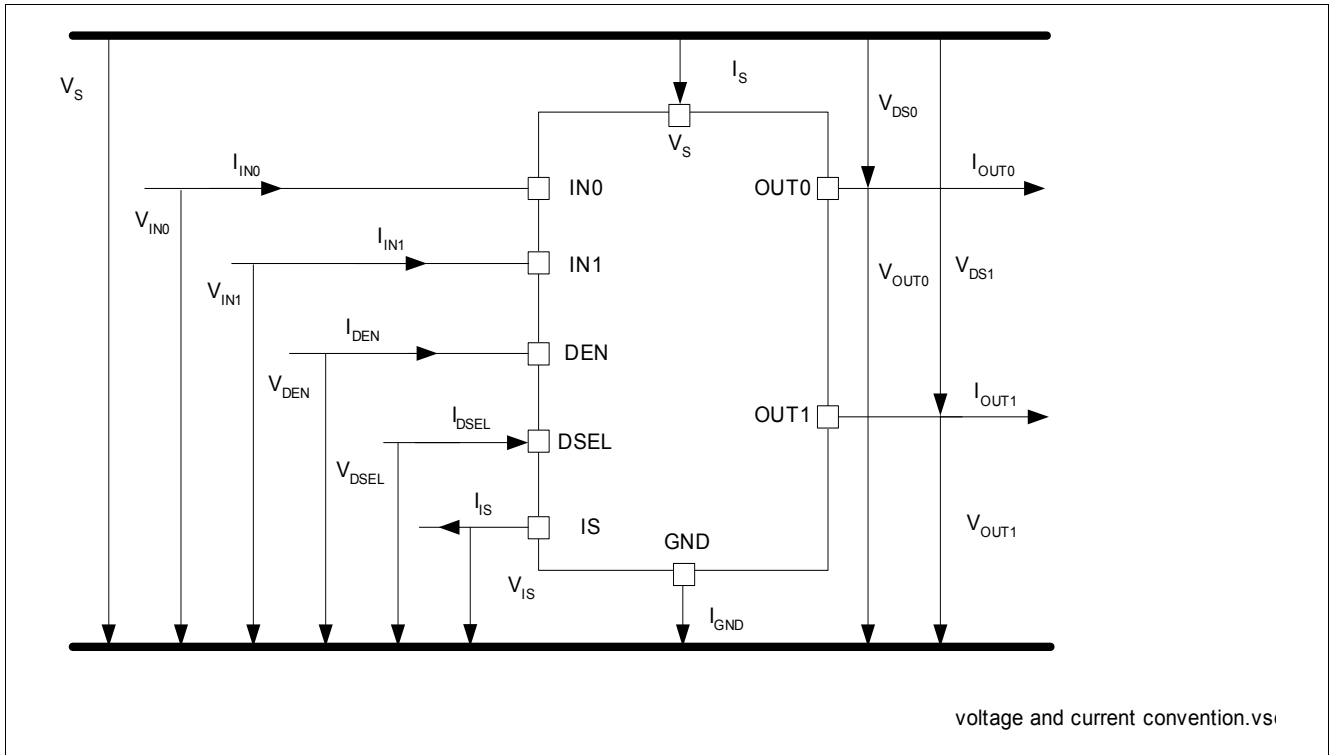 V_S
I_S
V_DS0
V_S
I_IN0
IN0
OUT0
I_OUT0
V_IN0
I_IN1
IN1
V_OUT0
V_DS1
V_IN1
I_DEN
DEN
V_DEN
I_DSEL
DSEL
OUT1
I_OUT1
V_DSEL
I_IS
IS
GND
V_OUT1
V_IS
I_GND
voltage and current convention.vs